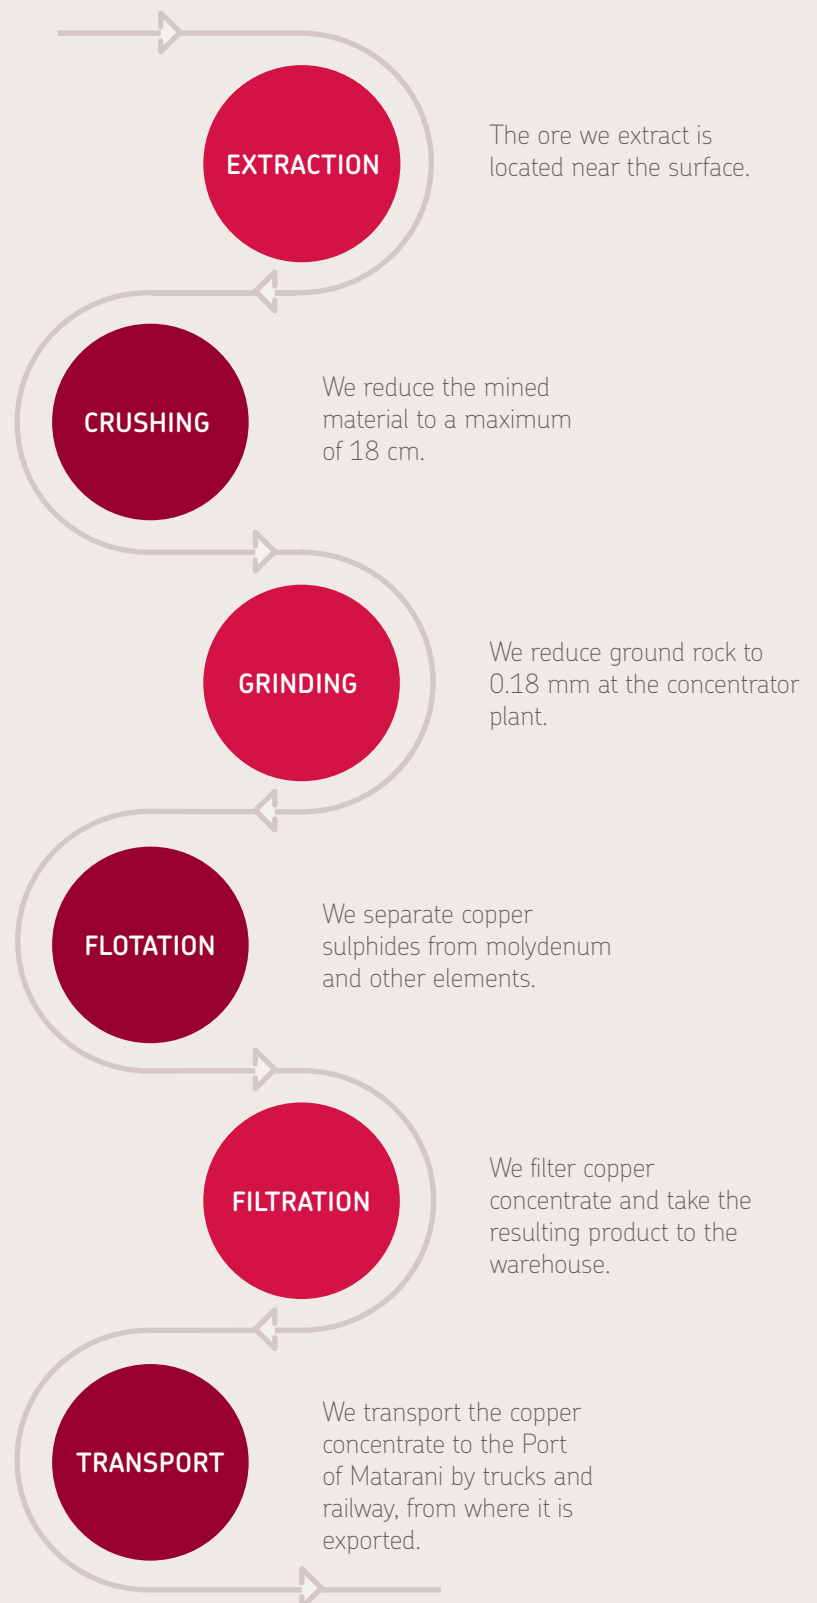 EXTRACTION
The ore we extract is
located near the surface.
CRUSHING
We reduce the mined
material to a maximum
of 18 cm.
GRINDING
We reduce ground rock to
0.18 mm at the concentrator
plant.
FLOTATION
We separate copper
sulphides from molydenum
and other elements.
FILTRATION
We filter copper
concentrate and take the
resulting product to the
warehouse.
TRANSPORT
We transport the copper
concentrate to the Port
of Matarani by trucks and
railway, from where it is
exported.